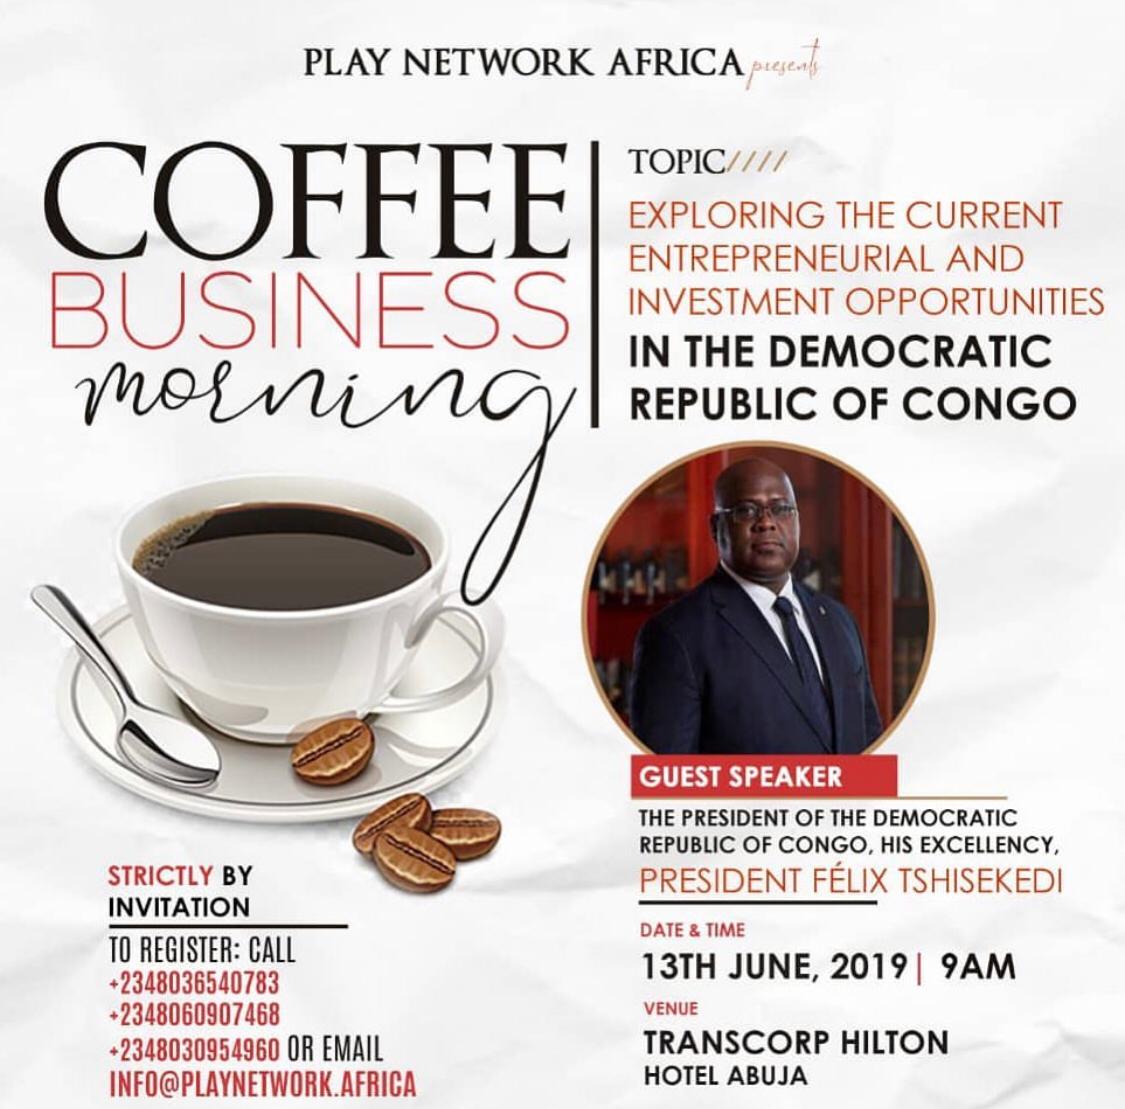 PLAY NETWORK AFRICA presents
COFFEE
BUSINESS
morning
TOPIC////
EXPLORING THE CURRENT
ENTREPRENEURIAL AND
INVESTMENT OPPORTUNITIES
IN THE DEMOCRATIC
REPUBLIC OF CONGO
GUEST SPEAKER
THE PRESIDENT OF THE DEMOCRATIC
REPUBLIC OF CONGO, HIS EXCELLENCY,
PRESIDENT FÉLIX TSHISEKEDI
DATE & TIME
13TH JUNE, 2019| 9AM
VENUE
TRANSCORP HILTON
HOTEL ABUJA
STRICTLY BY
INVITATION
TO REGISTER: CALL
+2348036540783
+2348060907468
+2348030954960 OR EMAIL
INFO@PLAYNETWORK.AFRICA